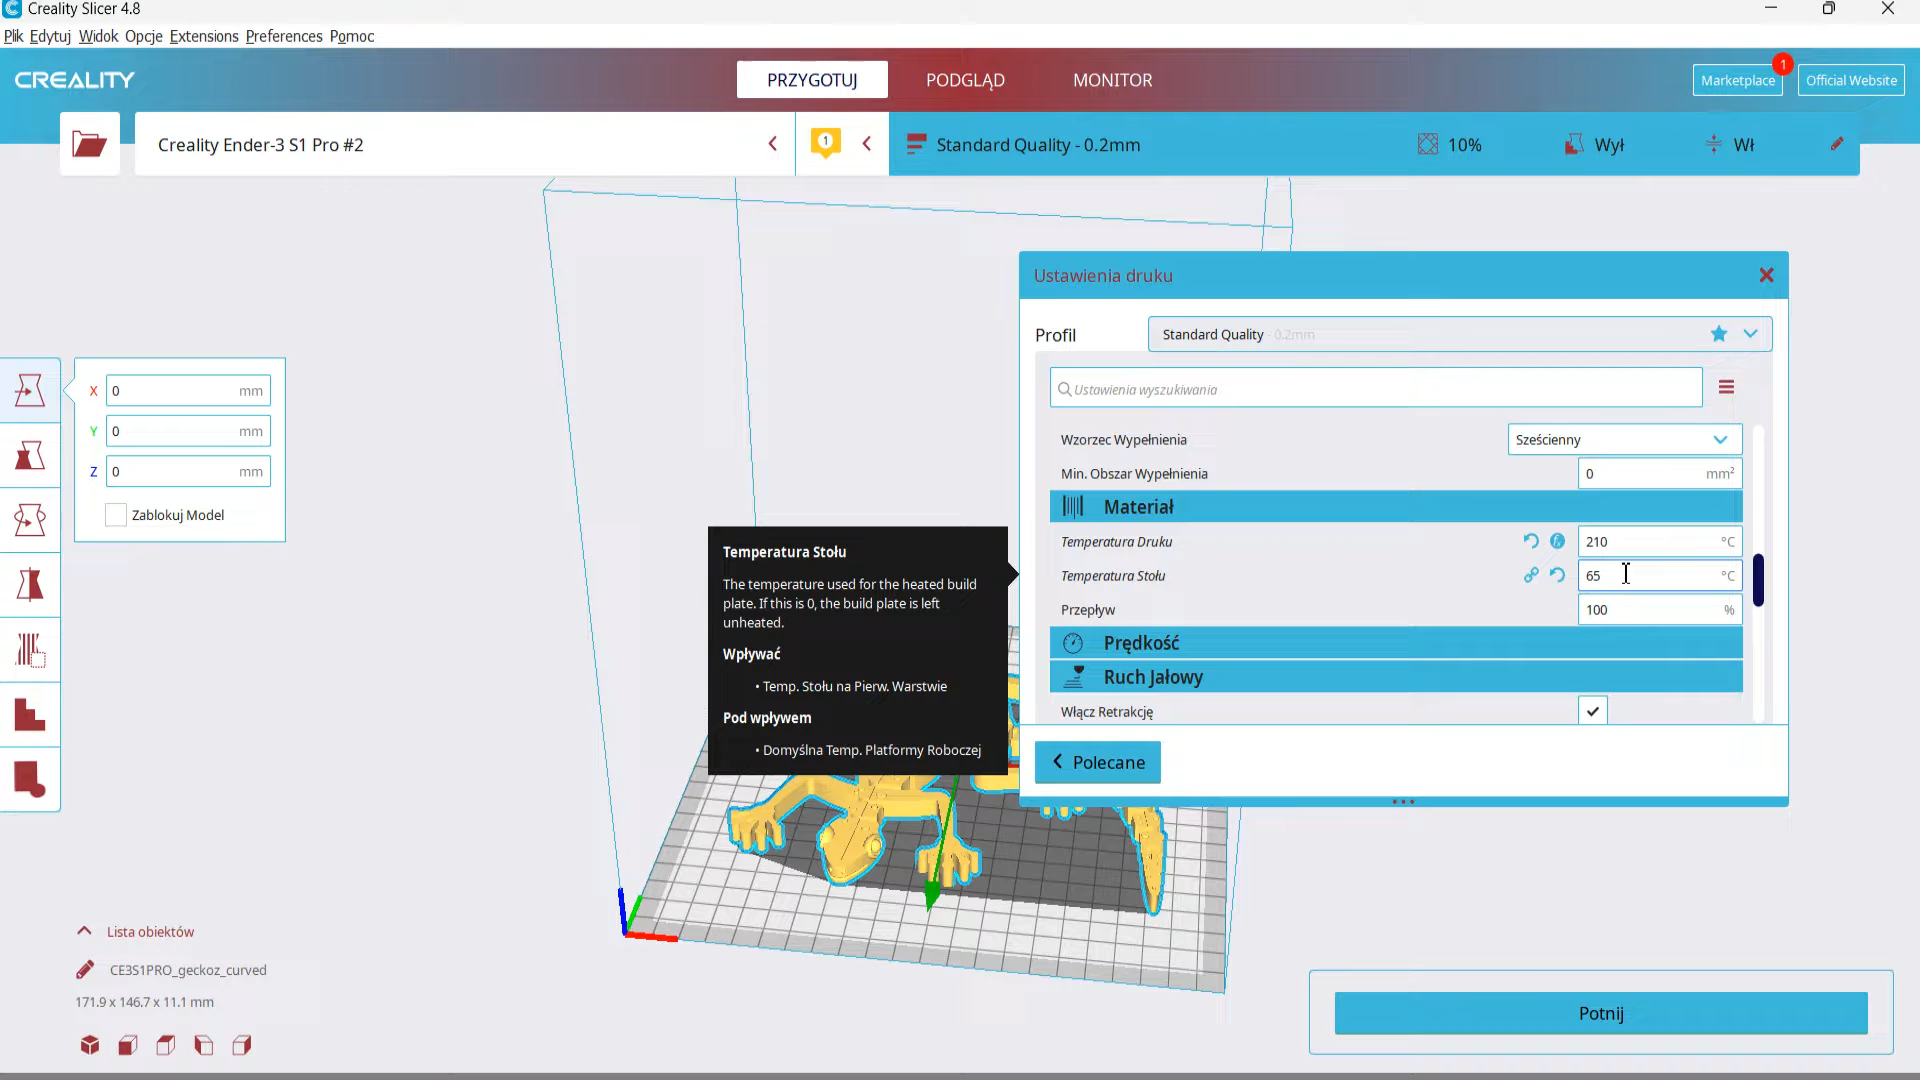 Creality Slicer 4.8
Plik Edytuj Widok Opcje Extensions Preferences Pomoc
CREALITY
PRZYGOTUJ
PODGLĄD
MONITOR
Marketplace
1
Official Website
Creality Ender-3 S1 Pro #2
1
Standard Quality - 0.2mm
10%
Wył
Wł
Ustawienia druku
Profil
Standard Quality - 0.2mm
Ustawienia wyszukiwania
X 0 mm
Y 0 mm
Z 0 mm
Zablokuj Model
Wzorzec Wypełnienia
Sześcienny
Min. Obszar Wypełnienia
0 mm²
Materiał
Temperatura Druku
210 °C
Temperatura Stołu
65 °C
Przepływ
100 %
Prędkość
Ruch Jałowy
Włącz Retrakcję
Polecane
Temperatura Stołu
The temperature used for the heated build
plate. If this is 0, the build plate is left
unheated.
Wpływać
• Temp. Stołu na Pierw. Warstwie
Pod wpływem
• Domyślna Temp. Platformy Roboczej
Lista obiektów
CE3S1PRO_geckoz_curved
171.9 x 146.7 x 11.1 mm
Potnij